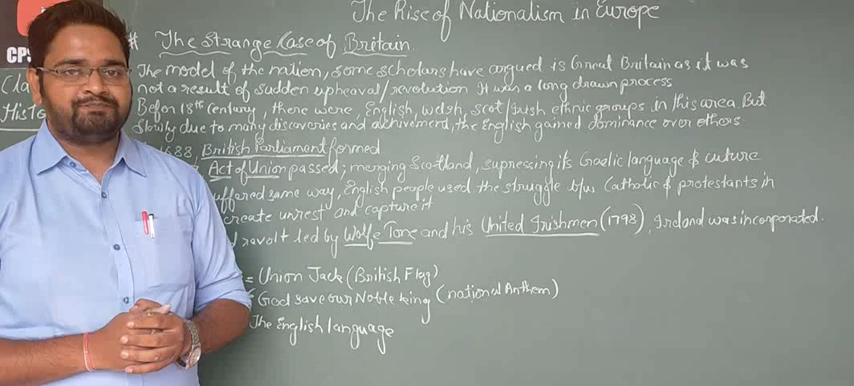 The Rise of Nationalism in Europe
CPS
# The Strange Case of Britain
The model of the nation, some scholars have argued is Great Britain as it was
not a result of sudden upheaval/revolution It was a long drawn process
Before 18th century, there were, English, welsh, Scot/Irish ethnic groups in this area But
slowly due to many discoveries and achivement, the English gained dominance over others
1688, British Parliament formed
Act of Union passed; merging Scotland, supressing its Gaelic language &
suffered same way, English people used the struggle b/w Catholic & protestants in
create unrest and capture it
revolt led by Wolfe Tone and his United Irishmen (1798), Ireland was incorporated.
= Union Jack (British Flag)
God save our Noble king (national Anthem)
The English language